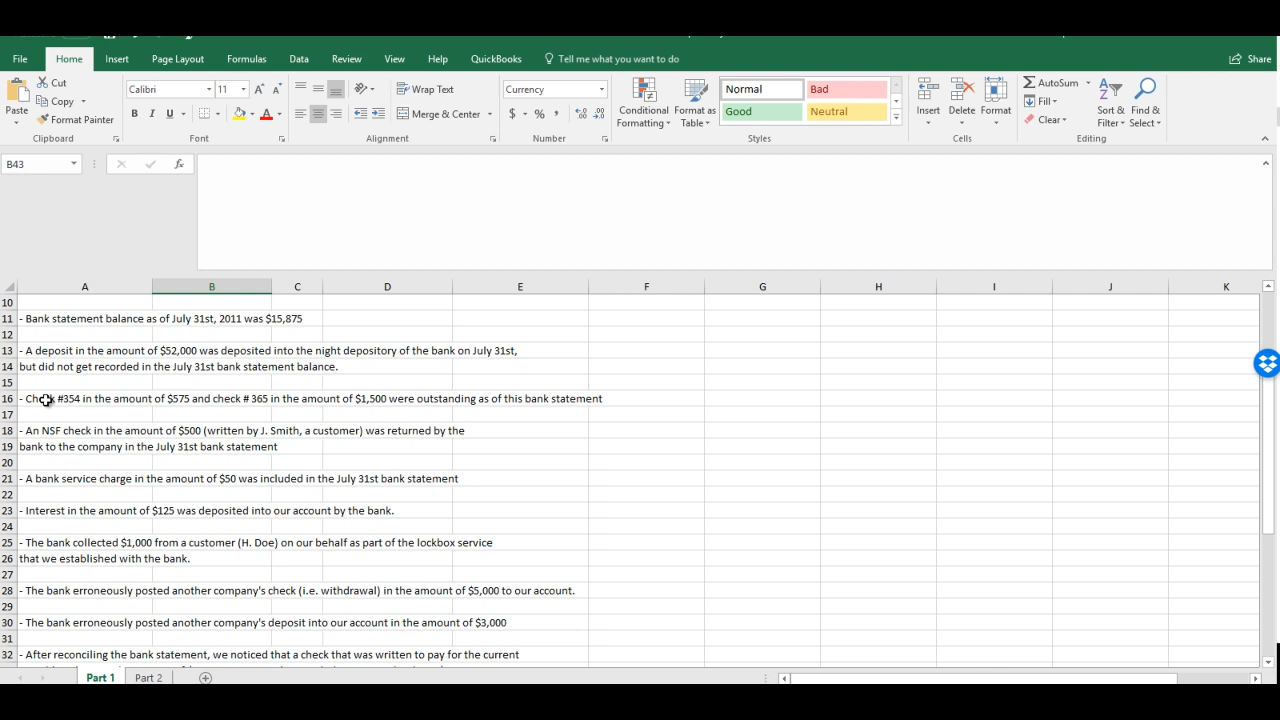 File Home Insert Page Layout Formulas Data Review View Help QuickBooks Tell me what you want to do Share
Paste
Cut
Copy
Format Painter
Clipboard
Calibri 11
B I U
Font
Wrap Text
Merge & Center
Alignment
Currency
$ % ,
Number
Conditional Formatting
Format as Table
Normal Bad
Good Neutral
Styles
Insert Delete Format
Cells
AutoSum
Fill
Clear
Sort & Filter
Find & Select
Editing
B43 fx
A B C D E F G H I J K
10
11 - Bank statement balance as of July 31st, 2011 was $15,875
12
13 - A deposit in the amount of $52,000 was deposited into the night depository of the bank on July 31st,
14 but did not get recorded in the July 31st bank statement balance.
15
16 - Check #354 in the amount of $575 and check # 365 in the amount of $1,500 were outstanding as of this bank statement
17
18 - An NSF check in the amount of $500 (written by J. Smith, a customer) was returned by the
19 bank to the company in the July 31st bank statement
20
21 - A bank service charge in the amount of $50 was included in the July 31st bank statement
22
23 - Interest in the amount of $125 was deposited into our account by the bank.
24
25 - The bank collected $1,000 from a customer (H. Doe) on our behalf as part of the lockbox service
26 that we established with the bank.
27
28 - The bank erroneously posted another company's check (i.e. withdrawal) in the amount of $5,000 to our account.
29
30 - The bank erroneously posted another company's deposit into our account in the amount of $3,000
31
32 - After reconciling the bank statement, we noticed that a check that was written to pay for the current
Part 1 Part 2